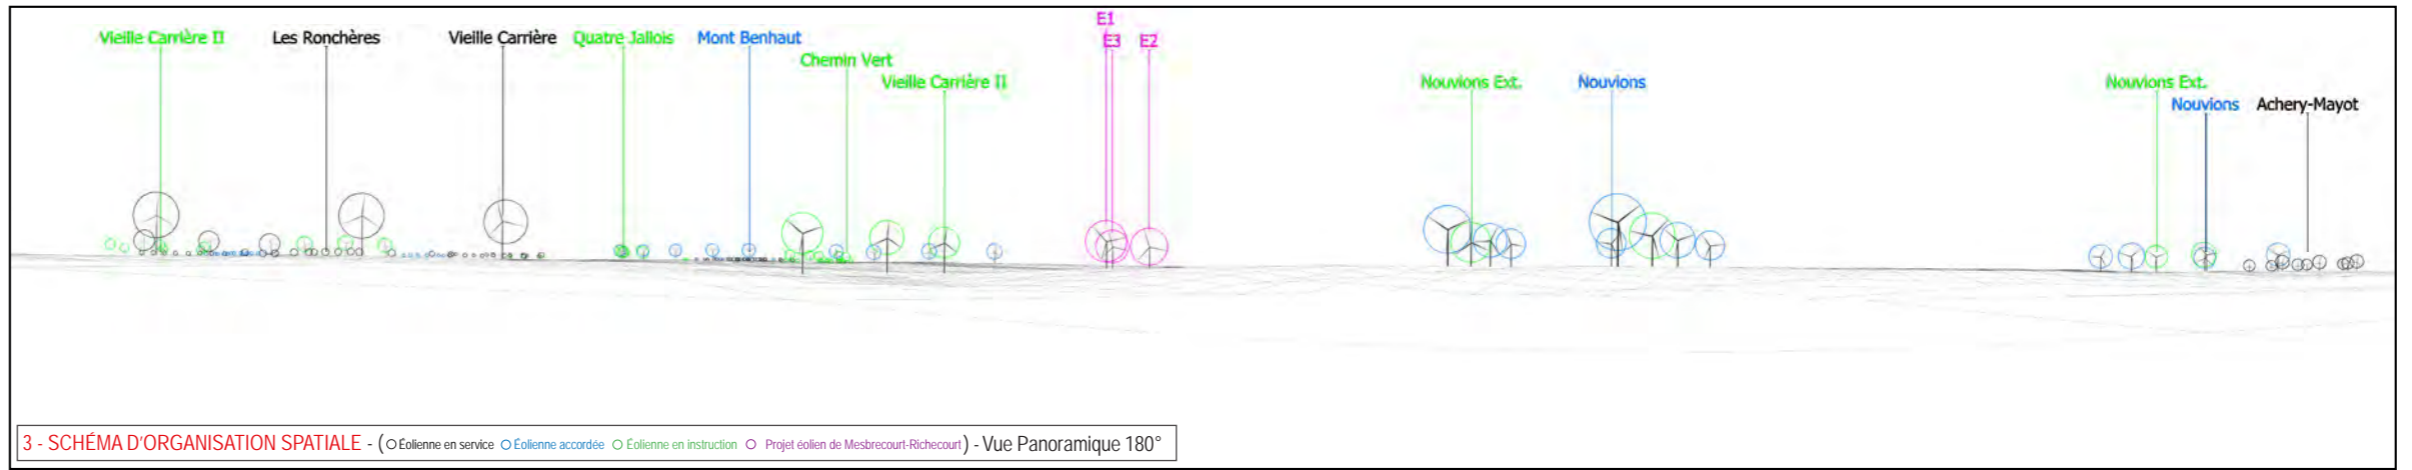 E1
Vieille Carrière II Les Ronchères Vieille Carrière Quatre Jallois Mont Benhaut E3 E2
Chemin Vert
Vieille Carrière II Nouvions Ext. Nouvions Nouvions Ext.
Nouvions Achery-Mayot
3 - SCHÉMA D'ORGANISATION SPATIALE - ( Éolienne en service Éolienne accordée Éolienne en instruction Projet éolien de Mesbrecourt-Richecourt ) - Vue Panoramique 180°